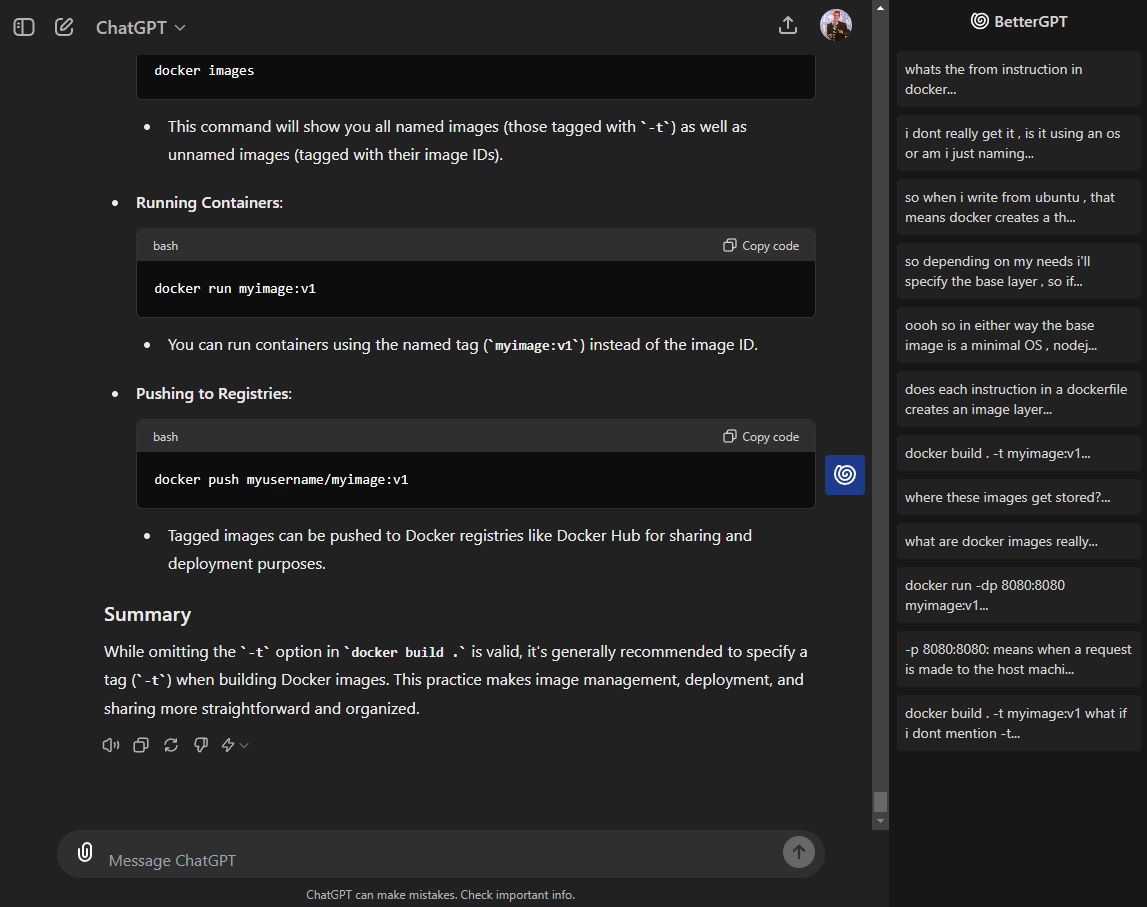 ChatGPT
docker images
This command will show you all named images (those tagged with `-t`) as well as
unnamed images (tagged with their image IDs).
Running Containers:
bash
Copy code
docker run myimage:v1
You can run containers using the named tag (`myimage:v1`) instead of the image ID.
Pushing to Registries:
bash
Copy code
docker push myusername/myimage:v1
Tagged images can be pushed to Docker registries like Docker Hub for sharing and
deployment purposes.
Summary
While omitting the `-t` option in `docker build .` is valid, it's generally recommended to specify a
tag (`-t`) when building Docker images. This practice makes image management, deployment, and
sharing more straightforward and organized.
Message ChatGPT
ChatGPT can make mistakes. Check important info.
BetterGPT
whats the from instruction in
docker...
i dont really get it , is it using an os
or am i just naming...
so when i write from ubuntu , that
means docker creates a th...
so depending on my needs i'll
specify the base layer , so if...
oooh so in either way the base
image is a minimal OS , nodej...
does each instruction in a dockerfile
creates an image layer...
docker build . -t myimage:v1...
where these images get stored?...
what are docker images really...
docker run -dp 8080:8080
myimage:v1...
-p 8080:8080: means when a request
is made to the host machi...
docker build . -t myimage:v1 what if
i dont mention -t...